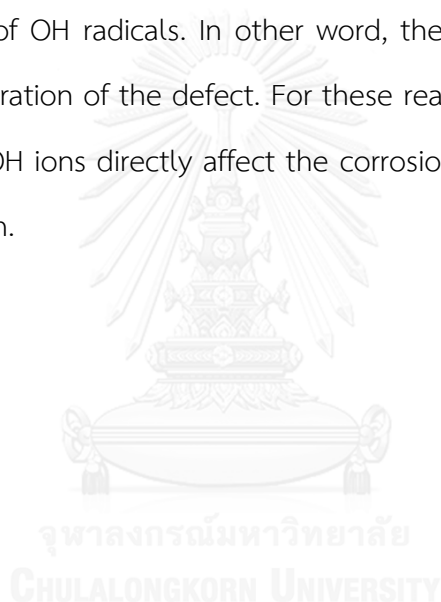 of OH radicals. In other word, the
ration of the defect. For these rea
OH ions directly affect the corrosio
n.
จุฬาลงกรณ์มหาวิทยาลัย
CHULALONGKORN UNIVERSITY